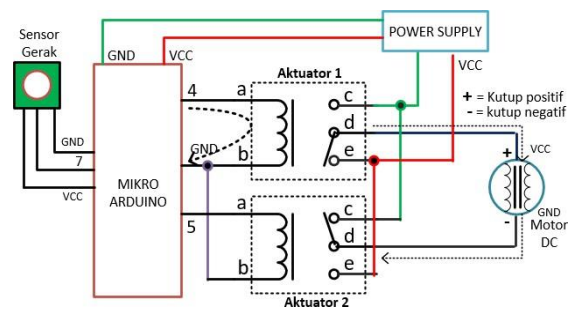 POWER SUPPLY
Sensor
Gerak
GND
VCC
VCC
Aktuator 1
+ = Kutup positif
- = kutup negatif
4
a
c
d
GND
b
e
+
VCC
GND
7
VCC
MIKRO
ARDUINO
a
c
5
d
b
e
GND
-
Motor
DC
Aktuator 2